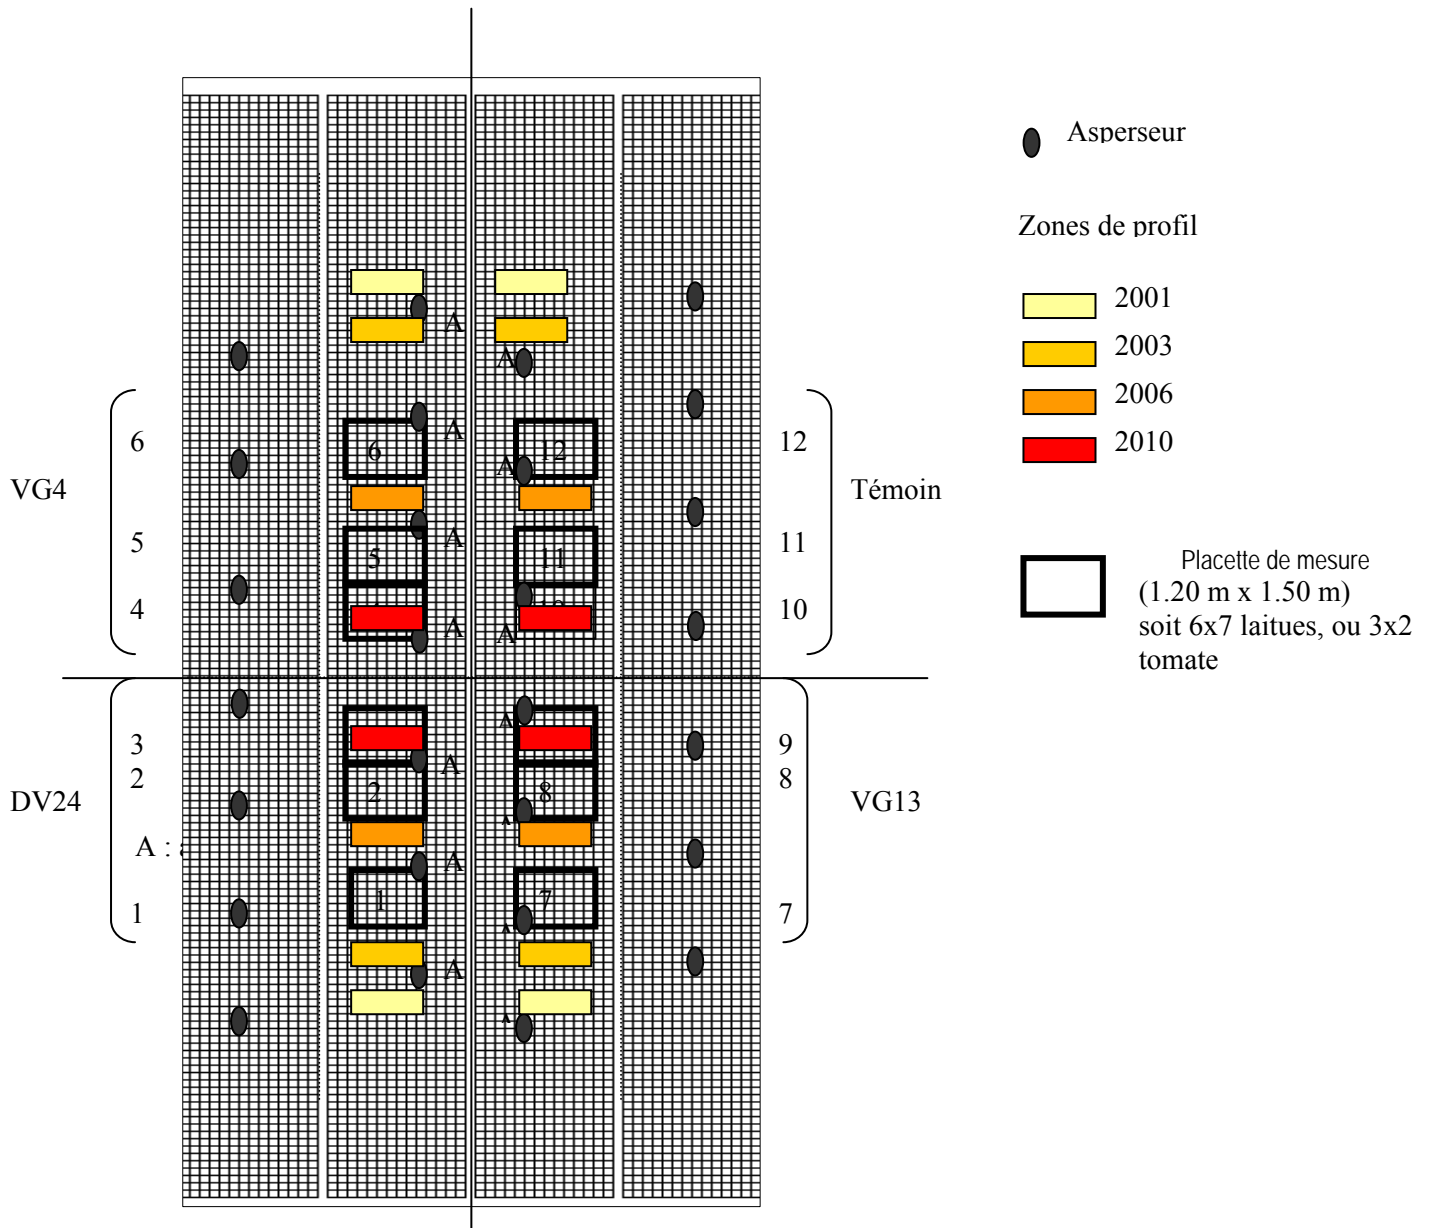 Asperseur
Zones de profil
2001
2003
2006
2010
Placette de mesure
(1.20 m x 1.50 m)
soit 6x7 laitues, ou 3x2
tomate
A
A
6
A
6
12
A
12
VG4
Témoin
5
A
5
11
11
4
A
A
10
3
A
9
2
A
2
8
8
DV24
VG13
A
A :
A
1
1
7
7
A
A
A